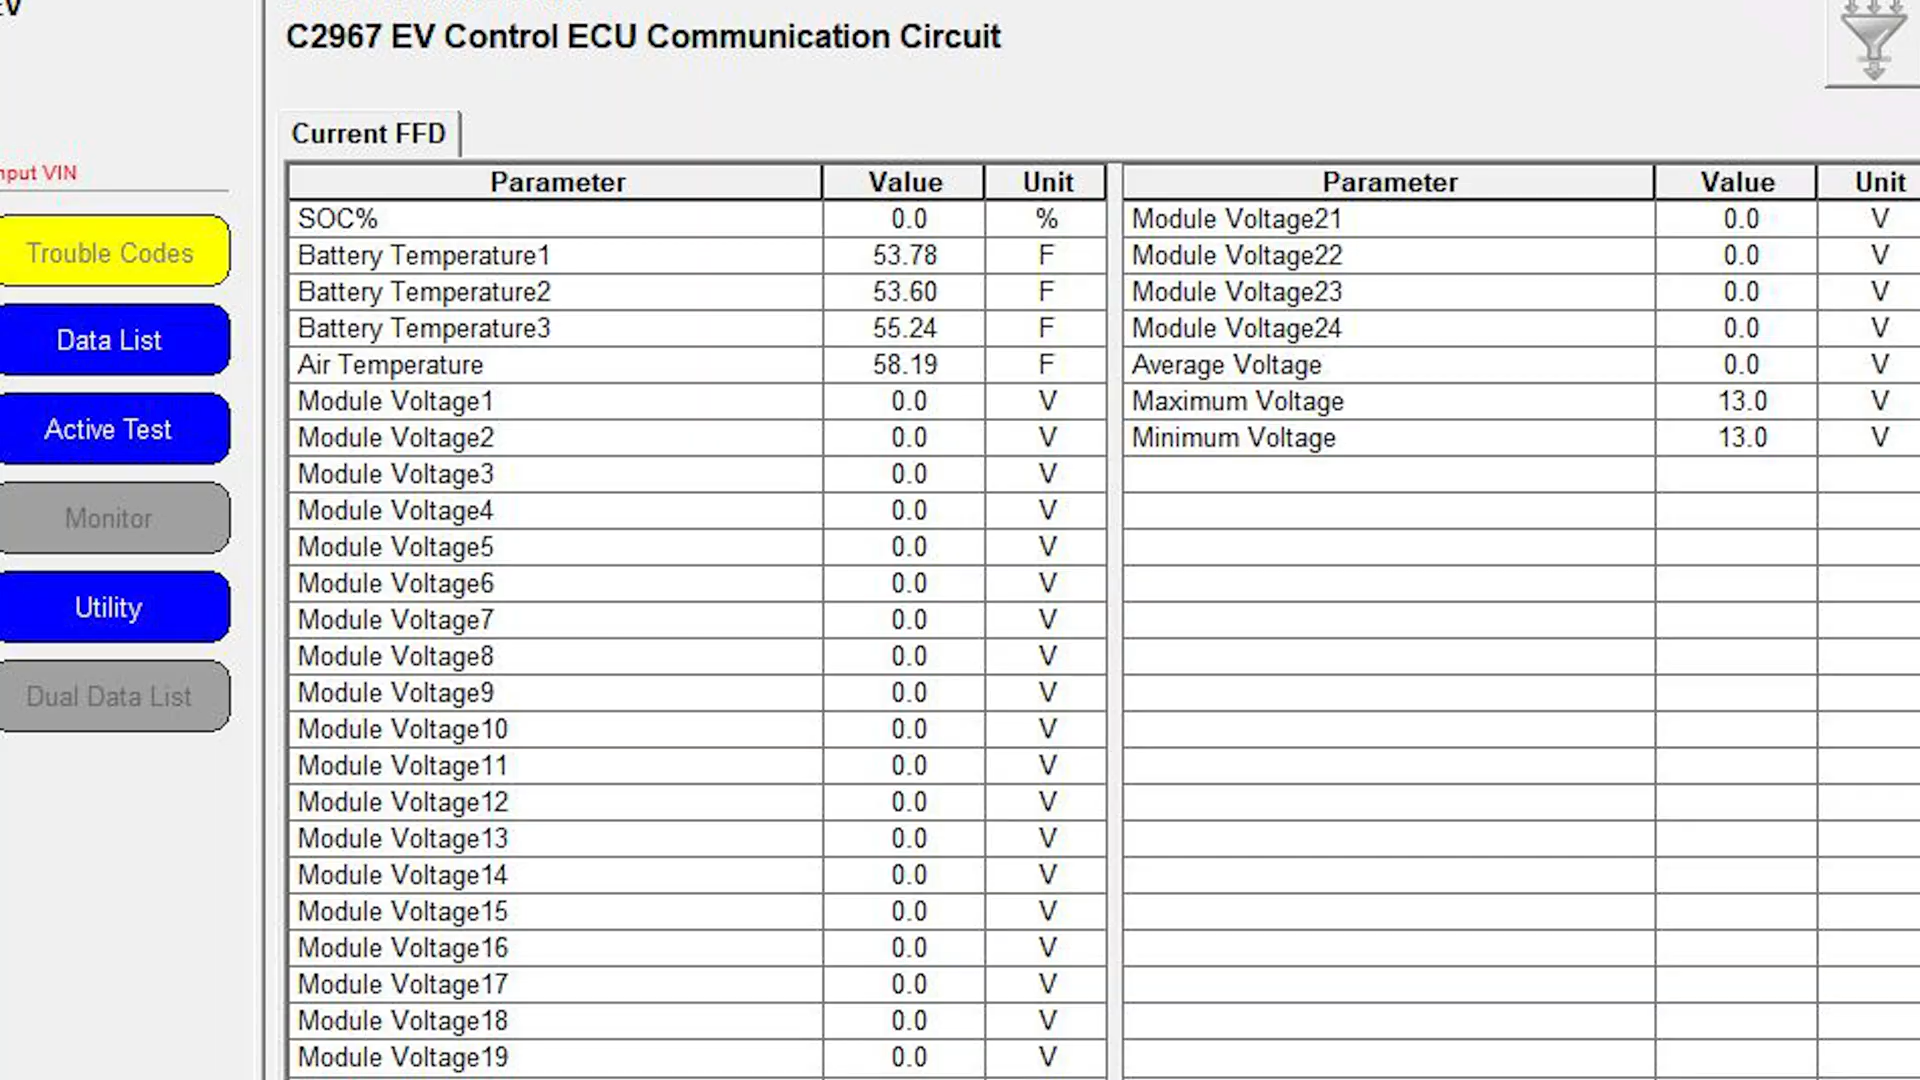 EV
C2967 EV Control ECU Communication Circuit
Input VIN
Trouble Codes
Data List
Active Test
Monitor
Utility
Dual Data List
Current FFD
Parameter Value Unit
SOC% 0.0 %
Battery Temperature1 53.78 F
Battery Temperature2 53.60 F
Battery Temperature3 55.24 F
Air Temperature 58.19 F
Module Voltage1 0.0 V
Module Voltage2 0.0 V
Module Voltage3 0.0 V
Module Voltage4 0.0 V
Module Voltage5 0.0 V
Module Voltage6 0.0 V
Module Voltage7 0.0 V
Module Voltage8 0.0 V
Module Voltage9 0.0 V
Module Voltage10 0.0 V
Module Voltage11 0.0 V
Module Voltage12 0.0 V
Module Voltage13 0.0 V
Module Voltage14 0.0 V
Module Voltage15 0.0 V
Module Voltage16 0.0 V
Module Voltage17 0.0 V
Module Voltage18 0.0 V
Module Voltage19 0.0 V
Parameter Value Unit
Module Voltage21 0.0 V
Module Voltage22 0.0 V
Module Voltage23 0.0 V
Module Voltage24 0.0 V
Average Voltage 0.0 V
Maximum Voltage 13.0 V
Minimum Voltage 13.0 V